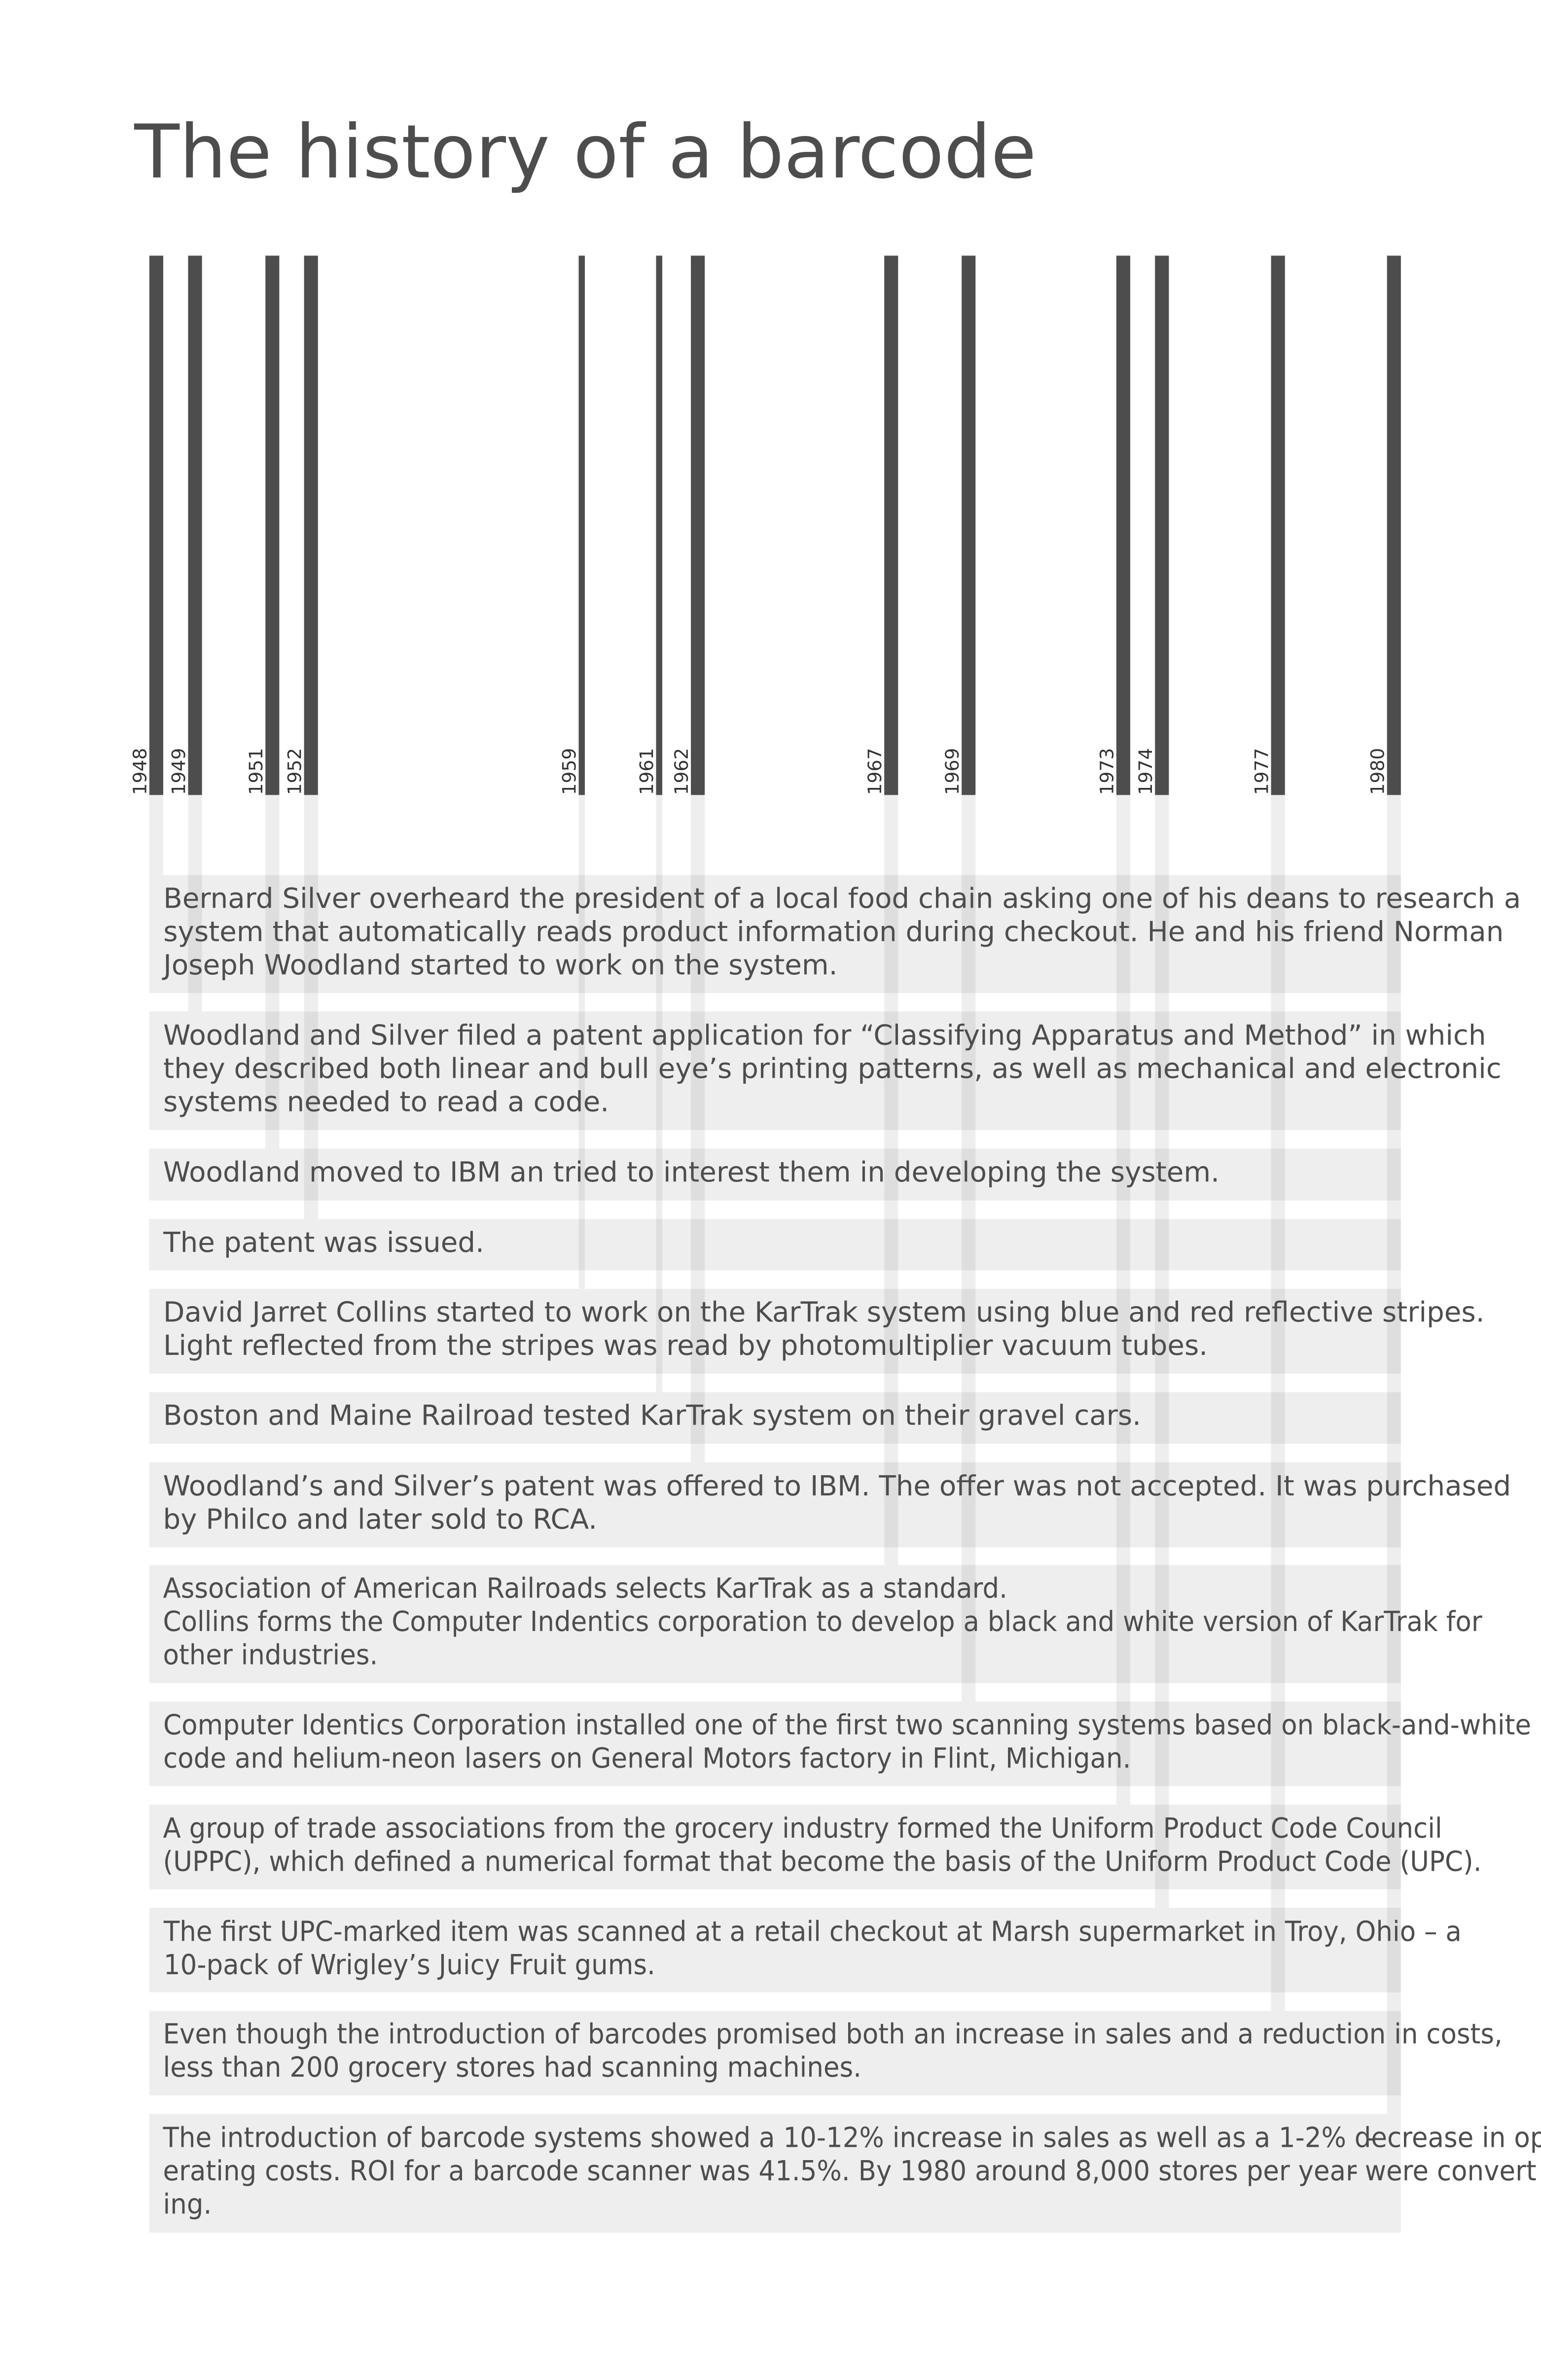 The history of a barcode
1948
1949
1951
1952
1959
1961
1962
1967
1969
1973
1974
1977
1980
Bernard Silver overheard the president of a local food chain asking one of his deans to research a
system that automatically reads product information during checkout. He and his friend Norman
Joseph Woodland started to work on the system.
Woodland and Silver filed a patent application for “Classifying Apparatus and Method” in which
they described both linear and bull eye’s printing patterns, as well as mechanical and electronic
systems needed to read a code.
Woodland moved to IBM an tried to interest them in developing the system.
The patent was issued.
David Jarret Collins started to work on the KarTrak system using blue and red reflective stripes.
Light reflected from the stripes was read by photomultiplier vacuum tubes.
Boston and Maine Railroad tested KarTrak system on their gravel cars.
Woodland’s and Silver’s patent was offered to IBM. The offer was not accepted. It was purchased
by Philco and later sold to RCA.
Association of American Railroads selects KarTrak as a standard.
Collins forms the Computer Indentics corporation to develop a black and white version of KarTrak for
other industries.
Computer Identics Corporation installed one of the first two scanning systems based on black-and-white
code and helium-neon lasers on General Motors factory in Flint, Michigan.
A group of trade associations from the grocery industry formed the Uniform Product Code Council
(UPPC), which defined a numerical format that become the basis of the Uniform Product Code (UPC).
The first UPC-marked item was scanned at a retail checkout at Marsh supermarket in Troy, Ohio – a
10-pack of Wrigley’s Juicy Fruit gums.
Even though the introduction of barcodes promised both an increase in sales and a reduction in costs,
less than 200 grocery stores had scanning machines.
The introduction of barcode systems showed a 10-12% increase in sales as well as a 1-2% decrease in op-
erating costs. ROI for a barcode scanner was 41.5%. By 1980 around 8,000 stores per year were convert-
ing.